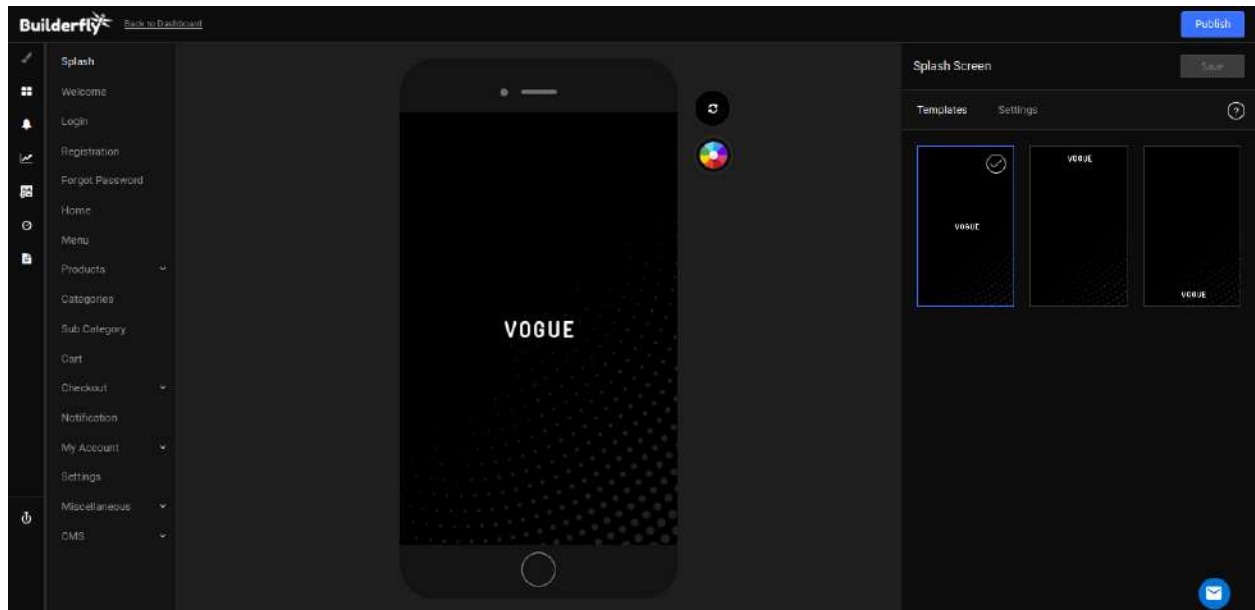 Builderfly
Back to Dashboard
Publish
Splash
Welcome
Login
Registration
Forgot Password
Home
Menu
Products
Categories
Sub Category
Cart
Checkout
Notification
My Account
Settings
Miscellaneous
CMS
VOGUE
Splash Screen
Save
Templates
Settings
?
VOGUE
VOGUE
VOGUE